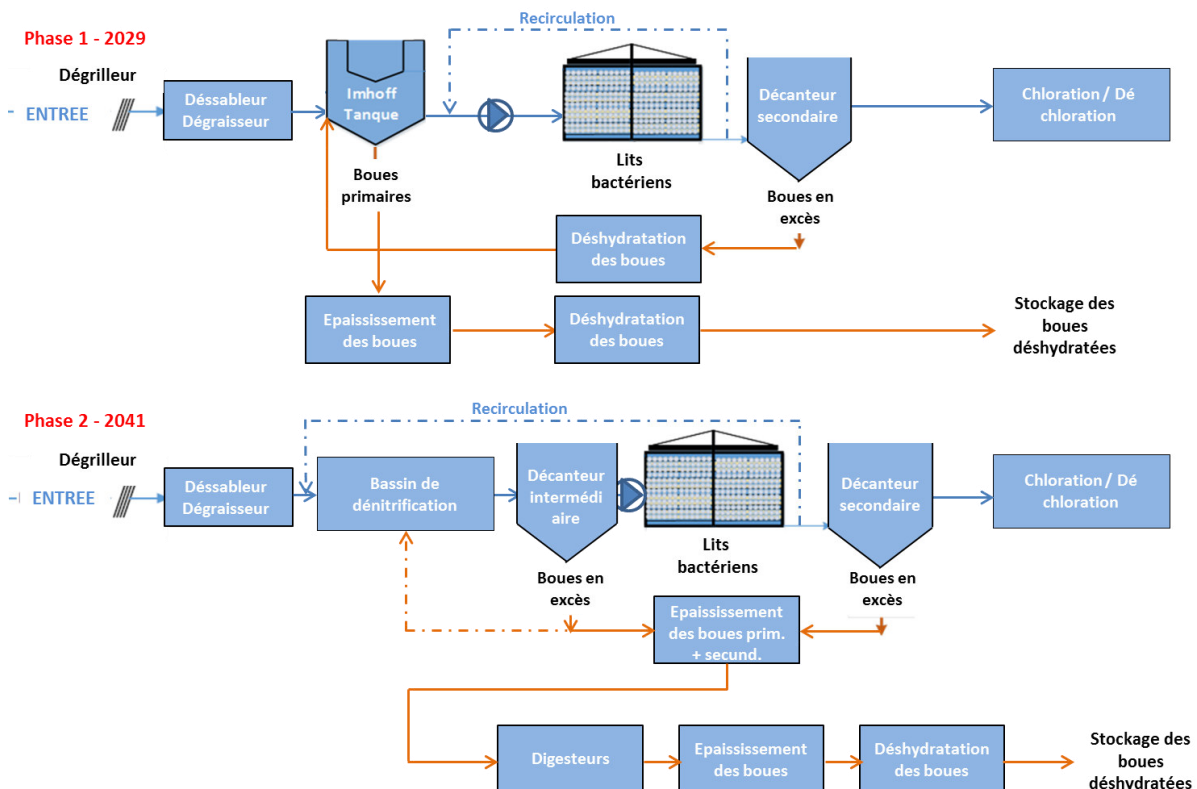 Recirculation
Phase 1 - 2029
Dégrilleur
ENTREE
Déssableur
Dégraisseur
Imhoff
Tanque
Lits
bactériens
Décanteur
secondaire
Chloration / Dé
chloration
Boues
primaires
Boues en
excès
Déshydratation
des boues
Epaississement
des boues
Déshydratation
des boues
Stockage des
boues
déshydratées
Phase 2 - 2041
Recirculation
Dégrilleur
ENTREE
Déssableur
Dégraisseur
Bassin de
dénitrification
Décanteur
intermédi
aire
Lits
bactériens
Décanteur
secondaire
Chloration / Dé
chloration
Boues en
excès
Boues en
excès
Epaississement
des boues prim.
+ secund.
Digesteurs
Epaississement
des boues
Déshydratation
des boues
Stockage des
boues
déshydratées